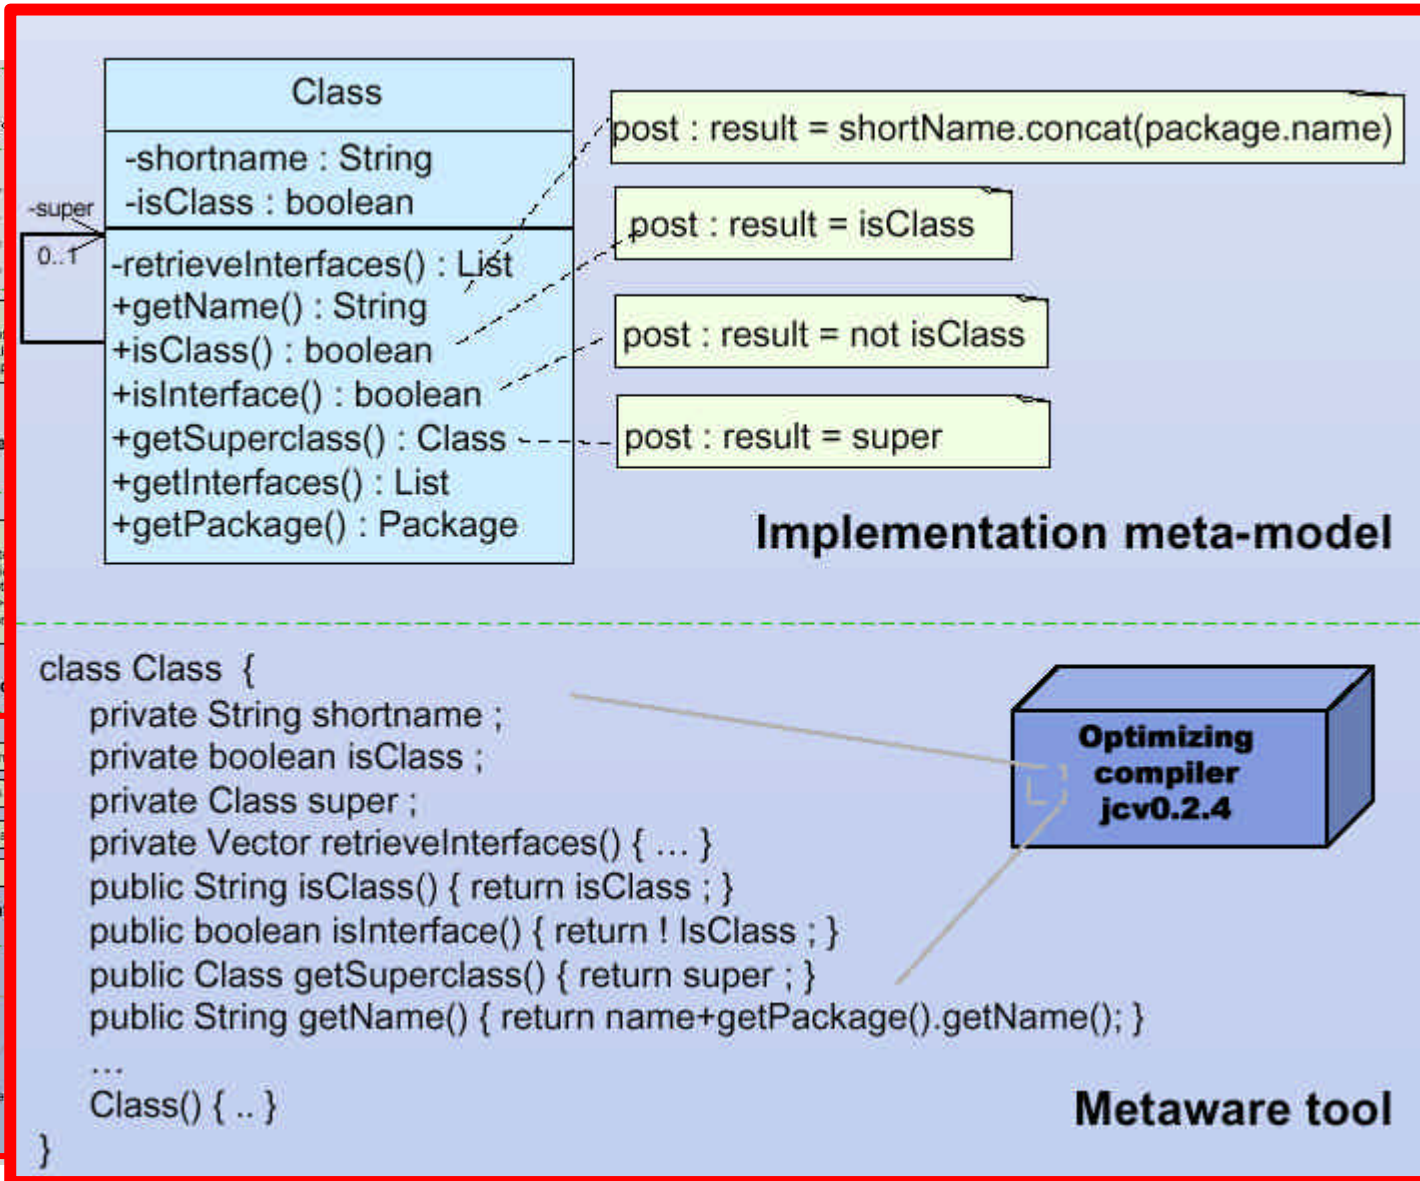 Class
-shortname : String
-isClass : boolean
-super
0..1
-retrieveInterfaces() : List
+getName() : String
+isClass() : boolean
+isInterface() : boolean
+getSuperclass() : Class
+getInterfaces() : List
+getPackage() : Package
post : result = shortName.concat(package.name)
post : result = isClass
post : result = not isClass
post : result = super
Implementation meta-model
class Class {
private String shortname ;
private boolean isClass ;
private Class super ;
private Vector retrieveInterfaces() { ... }
public String isClass() { return isClass ; }
public boolean isInterface() { return ! IsClass ; }
public Class getSuperclass() { return super ; }
public String getName() { return name+getPackage().getName(); }
...
Class() { .. }
}
Optimizing
compiler
jcv0.2.4
Metaware tool